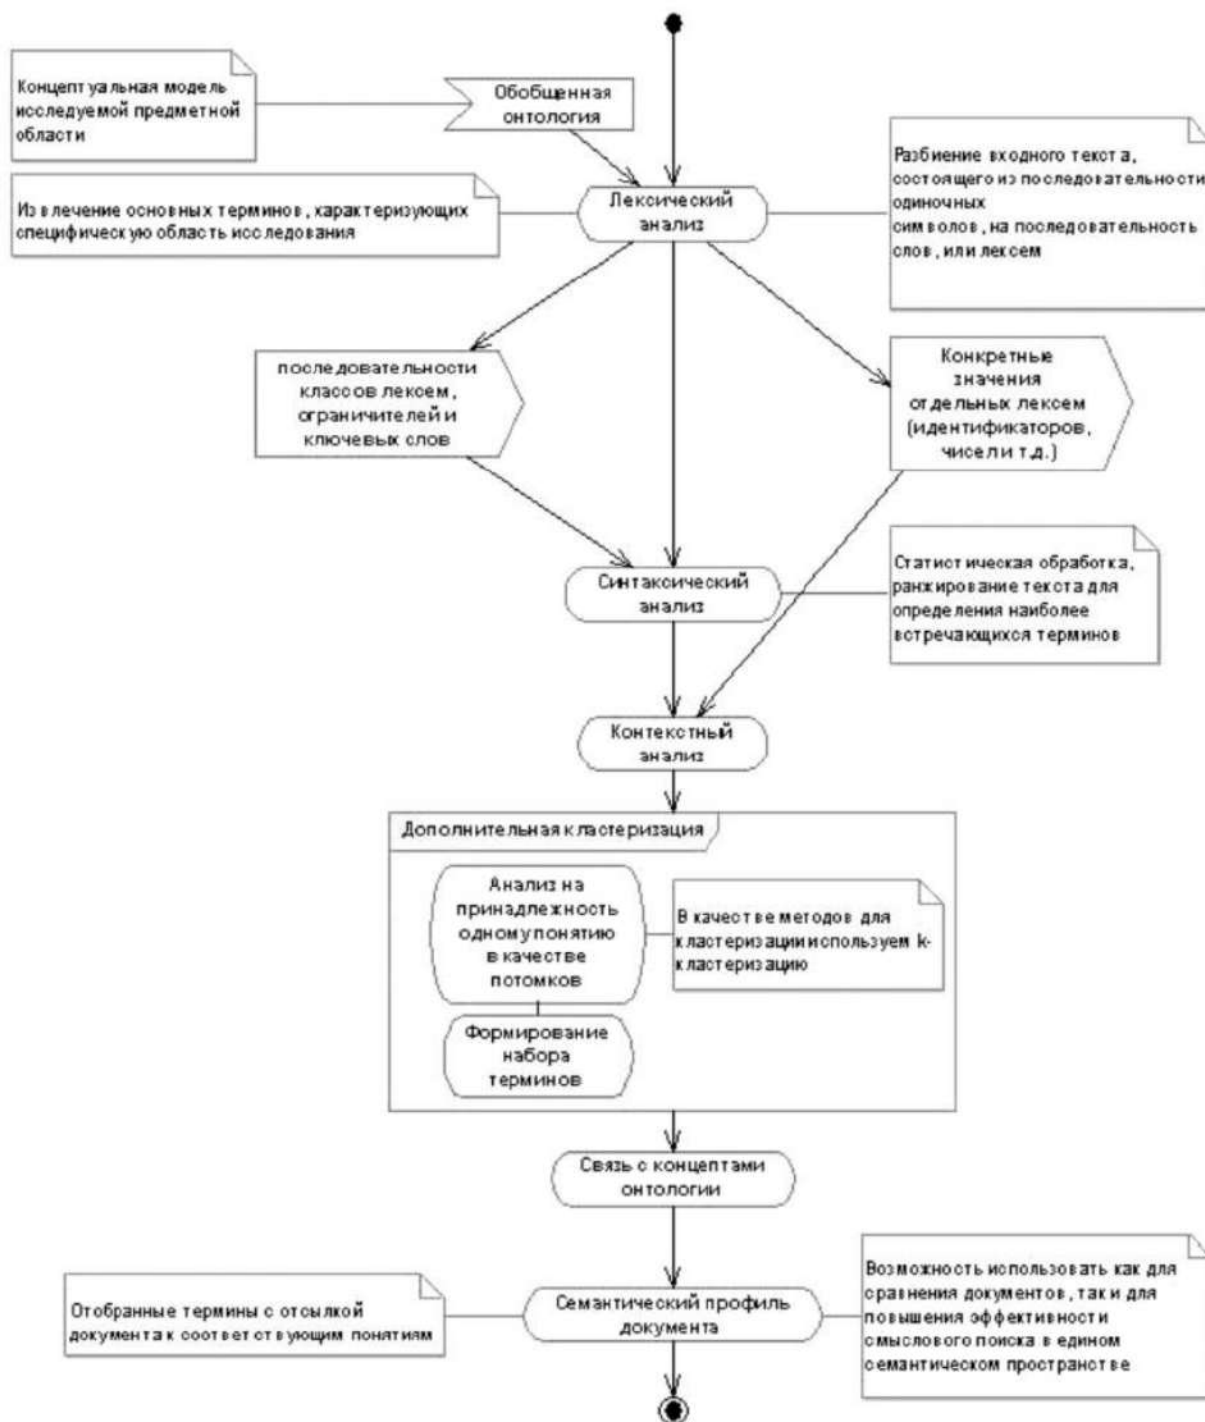 Концептуальная модель
исследуемой предметной
области
Обобщенная
онтология
Разбиение входного текста,
состоящего из последовательности
одиночных
символов, на последовательность
слов, или лексем
Извлечение основных терминов, характеризующих
специфическую область исследования
Лексический
анализ
последовательности
классов лексем,
ограничителей и
ключевых слов
Конкретные
значения
отдельных лексем
(идентификаторов,
чисел и т.д.)
Синтаксический
анализ
Статистическая обработка,
ранжирование текста для
определения наиболее
встречающихся терминов
Контекстный
анализ
Дополнительная кластеризация
Анализ на
принадлежность
одному понятию
в качестве
потомков
В качестве методов для
кластеризации используем k-
кластеризацию
Формирование
набора
терминов
Связь с концептами
онтологии
Отобранные термины с отсылкой
документа к соответствующим понятиям
Семантический профиль
документа
Возможность использовать как для
сравнения документов, так и для
повышения эффективности
смыслового поиска в едином
семантическом пространстве